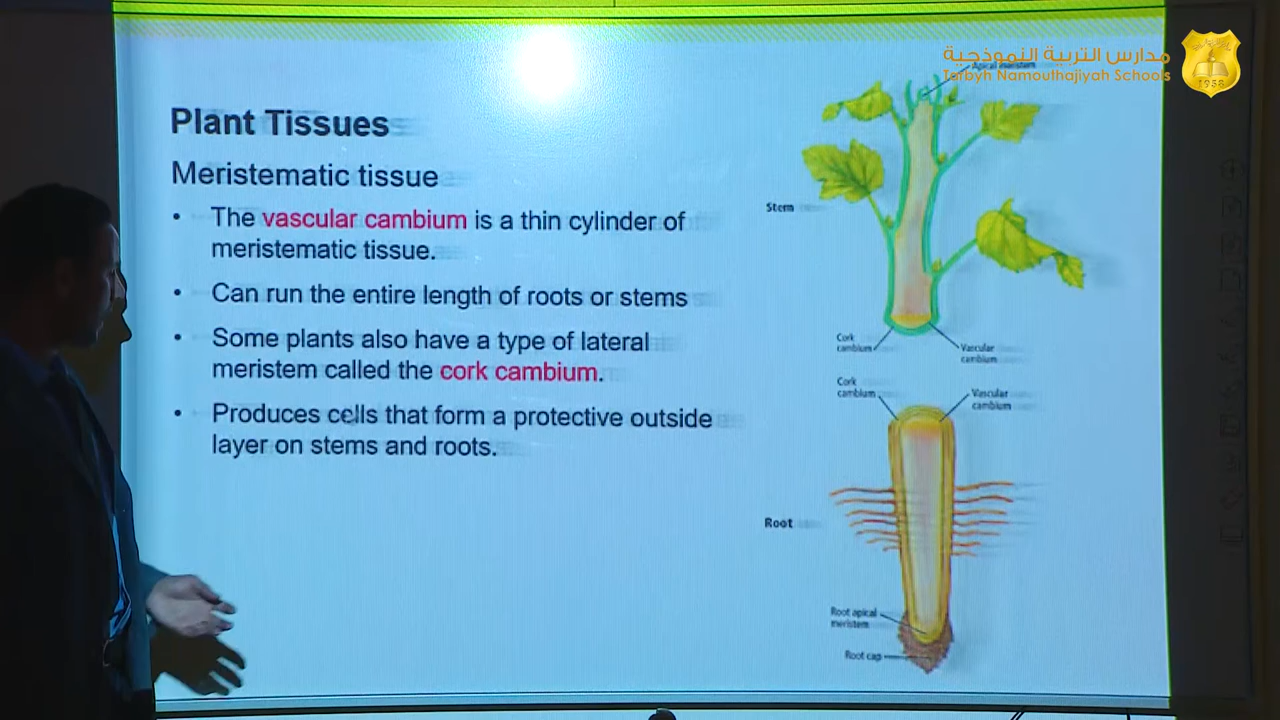 مدارس التربية النموذجية
Tarbyh Namouthajiyah Schools
1958
Apical meristem
Plant Tissues
Meristematic tissue
• The vascular cambium is a thin cylinder of
meristematic tissue.
• Can run the entire length of roots or stems
• Some plants also have a type of lateral
meristem called the cork cambium.
• Produces cells that form a protective outside
layer on stems and roots.
Stem
Cork
cambium
Vascular
cambium
Cork
cambium
Vascular
cambium
Root
Root apical
meristem
Root cap